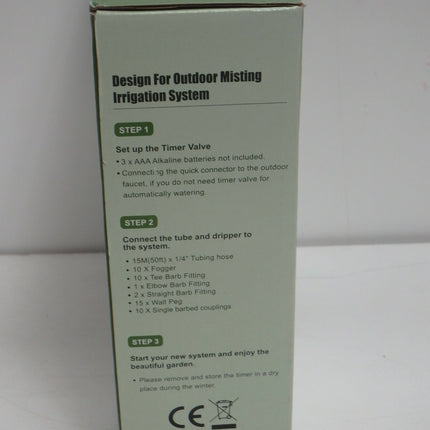 Design For Outdoor Misting
Irrigation System
STEP 1
Set up the Timer Valve
• 3 x AAA Alkaline batteries not included.
• Connecting the quick connector to the outdoor
faucet, if you do not need timer valve for
automatically watering.
STEP 2
Connect the tube and dripper to
the system.
• 15M(50ft) x 1/4" Tubing hose
• 10 X Fogger
• 10 x Tee Barb Fitting
• 1 x Elbow Barb Fitting
• 2 x Straight Barb Fitting
• 15 x Wall Peg
• 10 X Single barbed couplings
STEP 3
Start your new system and enjoy the
beautiful garden.
• Please remove and store the timer in a dry
place during the winter.
CE